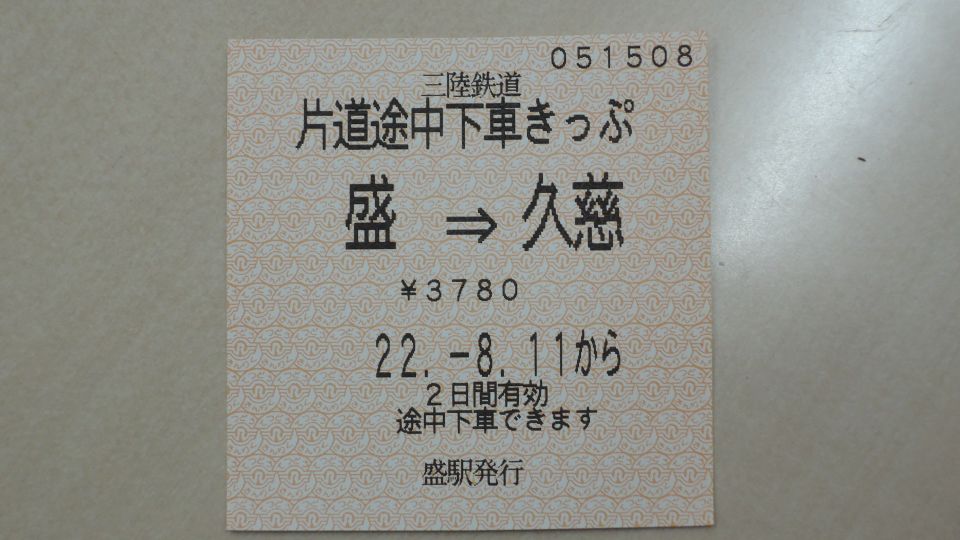 051508
三陸鉄道
片道途中下車きっぷ
盛 ⇒ 久慈
¥3780
22.-8.11から
2日間有効
途中下車できます
盛駅発行